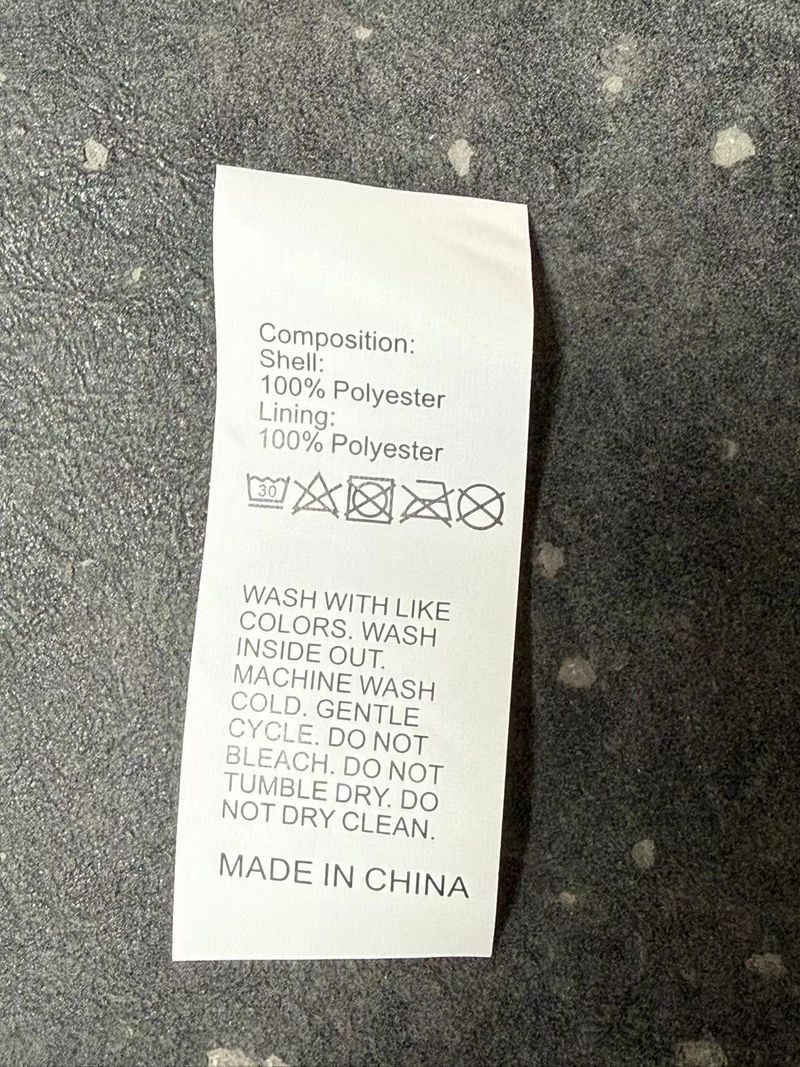 Composition:
Shell:
100% Polyester
Lining:
100% Polyester
30
WASH WITH LIKE
COLORS. WASH
INSIDE OUT.
MACHINE WASH
COLD. GENTLE
CYCLE. DO NOT
BLEACH. DO NOT
TUMBLE DRY. DO
NOT DRY CLEAN.
MADE IN CHINA